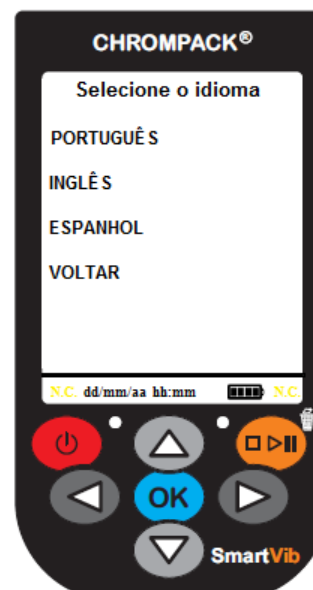 CHROMPACK®
Selecione o idioma
PORTUGUÊS
INGLÊS
ESPANHOL
VOLTAR
N.C. dd/mm/aa hh:mm N.C.
OK
SmartVib